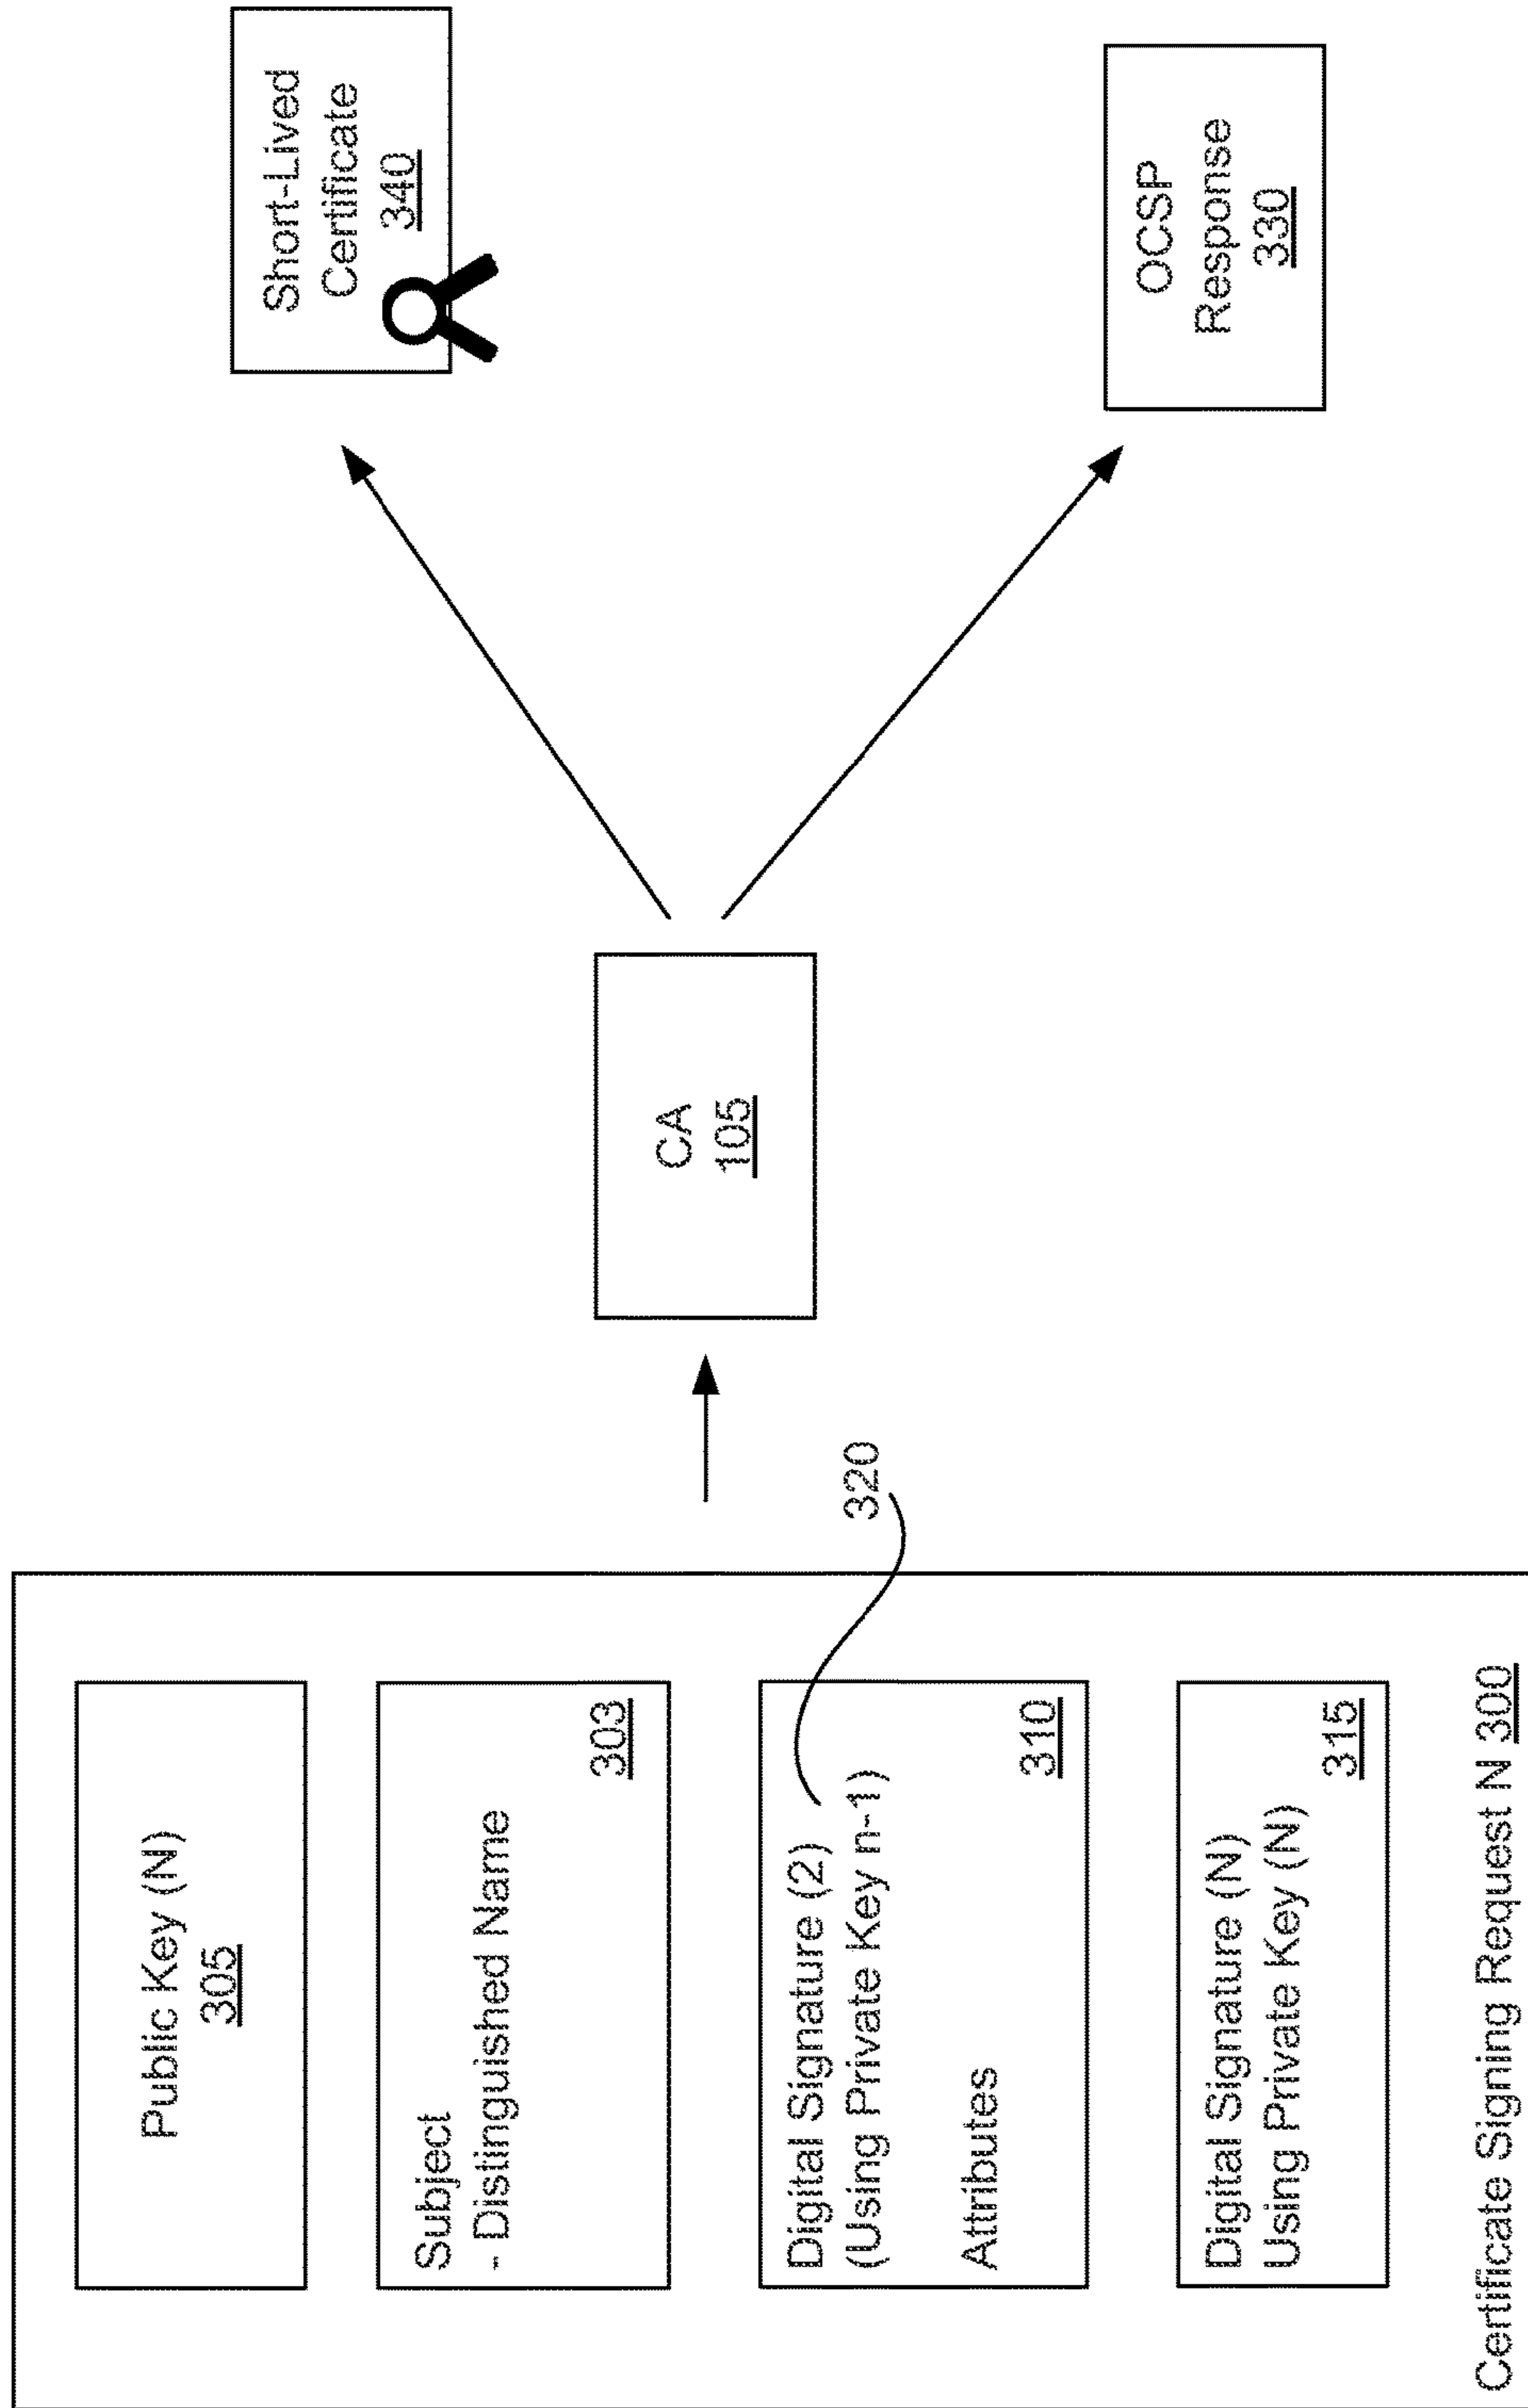 Public Key (N)
305
Subject
- Distinguished Name
303
Digital Signature (2)
(Using Private Key n-1)
Attributes
310
320
Digital Signature (N)
Using Private Key (N)
315
Certificate Signing Request N 300
CA
105
Short-Lived
Certificate
340
OCSP
Response
330